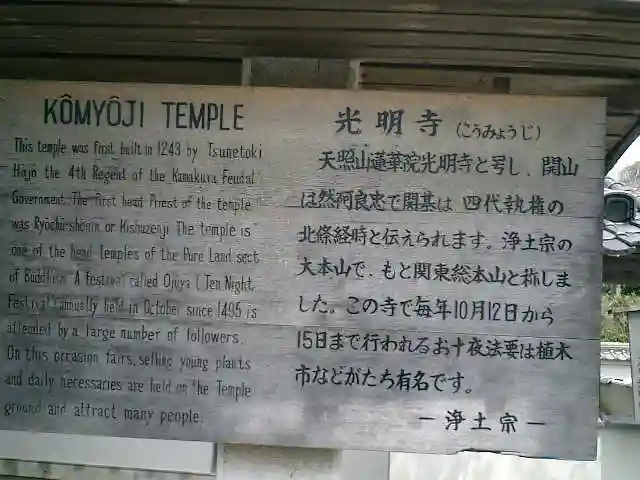 KÔMYÔJI TEMPLE
This temple was first built in 1243 by Tsunetoki
Hōjō the 4th Regent of the Kamakura Feudal
Government. The first head Priest of the temple
was Ryōchū The temple is
one of the head temples of the Pure Land sect
of Buddhism. A festival called Ojuya (Ten Night
Festival) annually held in October since 1495 is
attended by a large number of followers.
On this occasion fairs, selling young plants
and daily necessaries are held on the Temple
ground and attract many people.
光明寺(こうみょうじ)
天照山蓮華院光明寺と号し、開山
は然阿良忠で開基は 四代執権の
北條経時と伝えられます。浄土宗の
大本山で、もと関東総本山と称しま
した。この寺で毎年10月12日から
15日まで行われるお十夜法要は植木
市などがたち有名です。
ー浄土宗ー